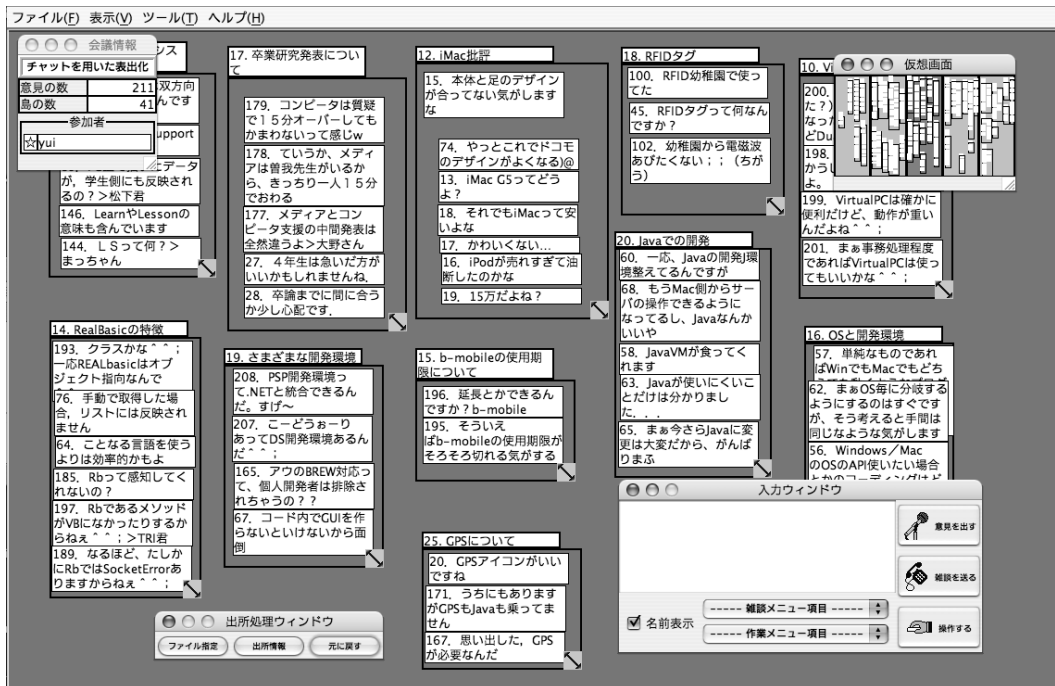 ファイル(F) 表示(V) ツール(T) ヘルプ(H)
会議情報
チャットを用いた表出化
意見の数 211
島の数 41
参加者
☆yui
ンス
双方向
んです
upport
データ
が，学生側にも反映され
るの？＞松下君
146. LearnやLessonの
意味も含んでいます
144. ＬＳって何？＞
まっちゃん
17. 卒業研究発表につい
て
179. コンピータは質疑
で１５分オーバーしても
かまわないって感じw
178. ていうか、メディ
アは曽我先生がいるか
ら、きっちり一人１５分
でおわる
177. メディアとコン
ピータ支援の中間発表は
全然違うよ＞大野さん
27. ４年生は急いだ方が
いいかもしれませんね．
28. 卒論までに間に合う
か少し心配です．
12. iMac批評
15. 本体と足のデザイン
が合ってない気がします
な
74. やっとこれでドコモ
のデザインがよくなる)@
13. iMac G5ってどう
よ？
18. それでもiMacって安
いよな
17. かわいくない…
16. iPodが売れすぎて油
断したのかな
19. 15万だよね？
18. RFIDタグ
100. RFID幼稚園で使っ
てた
45. RFIDタグって何なん
ですか？
102. 幼稚園から電磁波
あびたくない；；（ちが
う）
10. Vi
200.
た？）
なった
どDu
198.
かうし
よ。
199. VirtualPCは確かに
便利だけど、動作が重い
んだよね＾＾；
201. まぁ事務処理程度
であればVirtualPCは使っ
てもいいかな＾＾；
仮想画面
20. Javaでの開発
60. 一応、Javaの開発J環
境整えてるんですが
68. もうMac側からサー
バの操作できるように
なってるし、Javaなんか
いいや
58. JavaVMが食ってく
れます
63. Javaが使いにくいこ
とだけは分かりまし
た．．．
65. まぁ今さらJavaに変
更は大変だから、がんば
りまふ
14. RealBasicの特徴
193. クラスかな＾＾；
一応REALbasicはオブ
ジェクト指向なんで
76. 手動で取得した場
合，リストには反映され
ません
64. ことなる言語を使う
よりは効率的かもよ
185. Rbって感知してく
れないの？
197. Rbであるメソッド
がVBになかったりするか
らねぇ＾＾；＞TRI君
189. なるほど、たしか
にRbではSocketErrorあ
りますからねぇ＾＾；
19. さまざまな開発環境
208. PSP開発環境っ
て.NETと統合できるん
だ。すげ〜
207. こーどうぉーり
あってDS開発環境あるん
だ＾＾；
165. アウのBREW対応っ
て、個人開発者は排除さ
れちゃうの？？
67. コード内でGUIを作
らないといけないから面
倒
15. b-mobileの使用期
限について
196. 延長とかできるん
ですか？b-mobile
195. そういえ
ばb-mobileの使用期限が
そろそろ切れる気がする
25. GPSについて
20. GPSアイコンがいい
ですね
171. うちにもあります
がGPSもJavaも乗ってま
せん
167. 思い出した，GPS
が必要なんだ
16. OSと開発環境
57. 単純なものであれ
ばWinでもMacでもどち
62. まぁOS毎に分岐する
ようにするのはすぐです
が、そう考えると手間は
同じなような気がします
56. Windows／Mac
のOSのAPI使いたい場合
とかのコーディングはど
入力ウィンドウ
意見を出す
雑談を送る
操作する
名前表示
----- 雑談メニュー項目 -----
----- 作業メニュー項目 -----
出所処理ウィンドウ
ファイル指定 出所情報 元に戻す